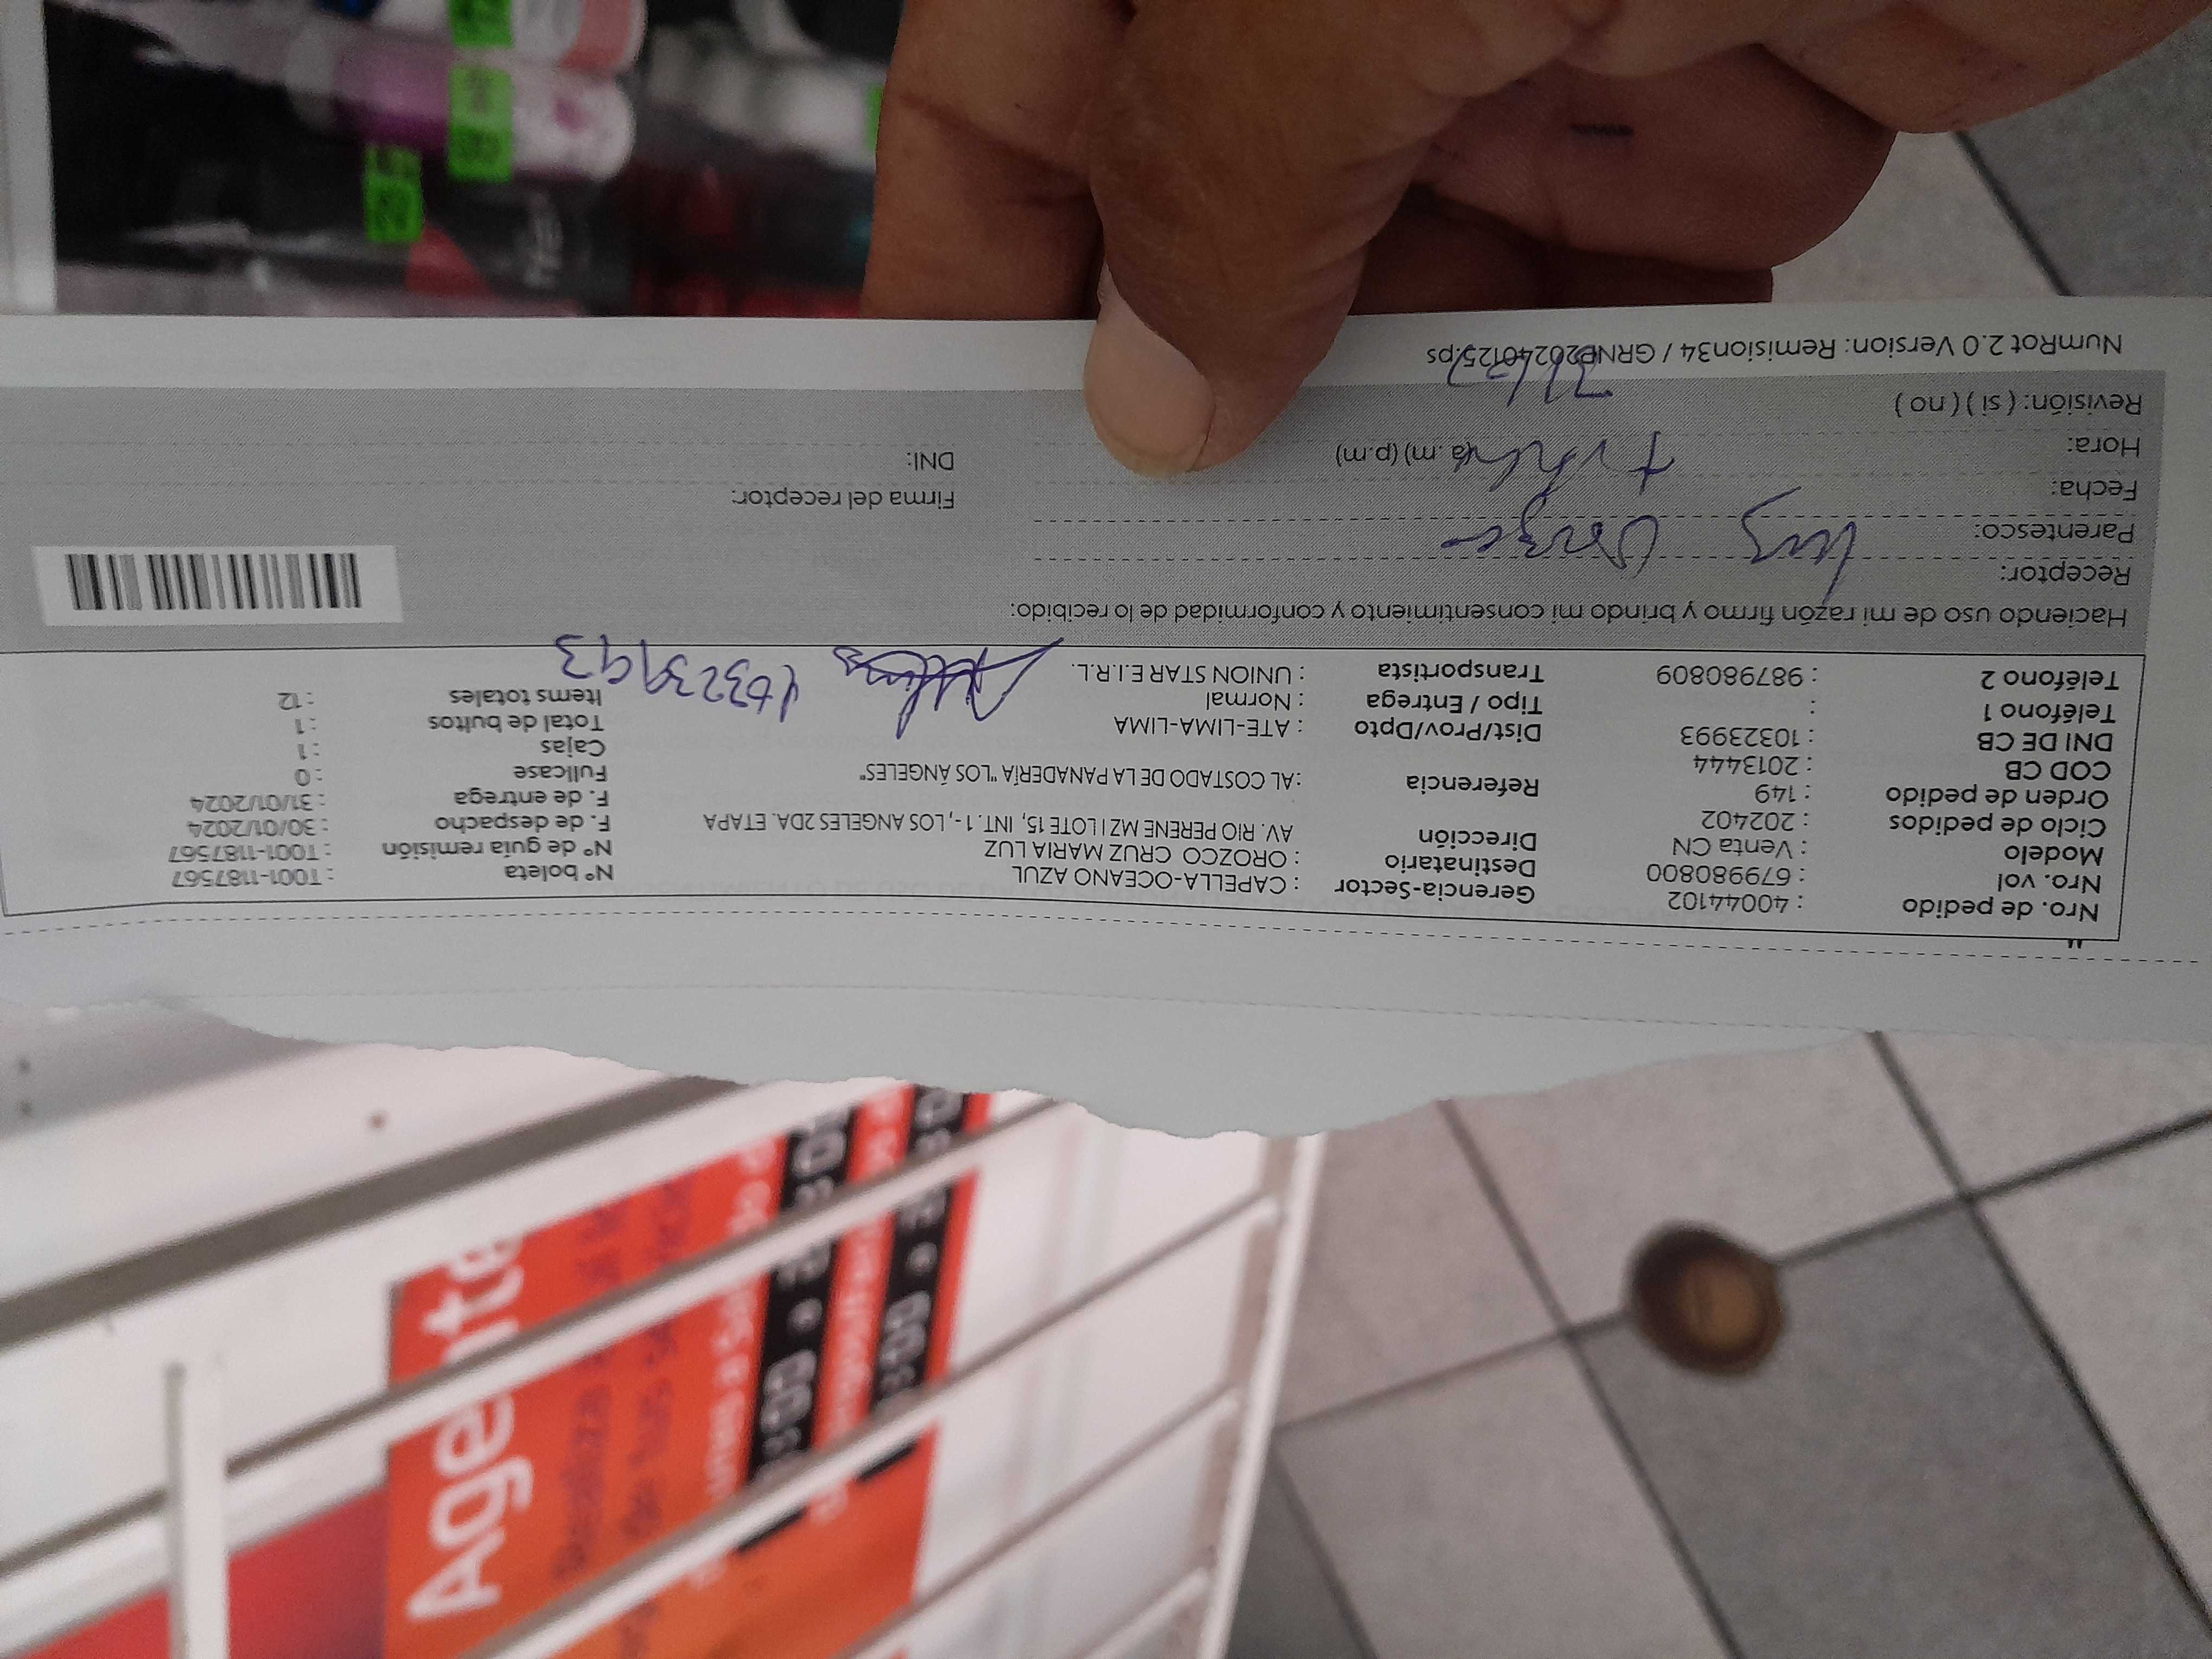 Nro. de pedido : 40044102 Gerencia-Sector : CAPELLA-OCEANO AZUL N° boleta : T001-1187567
Nro. vol : 679980800 Destinatario : OROZCO CRUZ MARIA LUZ N° de guía remisión : T001-1187567
Modelo : Venta CN Dirección AV. RIO PERENE MZ I LOTE 15, INT. 1 -, LOS ANGELES 2DA. ETAPA F. de despacho : 30/01/2024
Ciclo de pedidos : 202402 F. de entrega : 31/01/2024
Orden de pedido : 149 Referencia : AL COSTADO DE LA PANADERÍA "LOS ÁNGELES" Fullcase : 0
COD CB : 2013444 Cajas : 1
DNI DE CB : 10323993 Dist/Prov/Dpto : ATE-LIMA-LIMA Total de bultos : 1
Teléfono 1 : Tipo / Entrega : Normal Items totales : 12
Teléfono 2 : 987980809 Transportista : UNION STAR E.I.R.L.
Haciendo uso de mi razón firmo y brindo mi consentimiento y conformidad de lo recibido:
Receptor: Luz Orozco
Parentesco:
Fecha: Firma del receptor:
Hora: (a.m) (p.m) DNI:
Revisión: ( si ) ( no )
NumRot 2.0 Version: Remision34 / GRNP20240125.ps
Agente